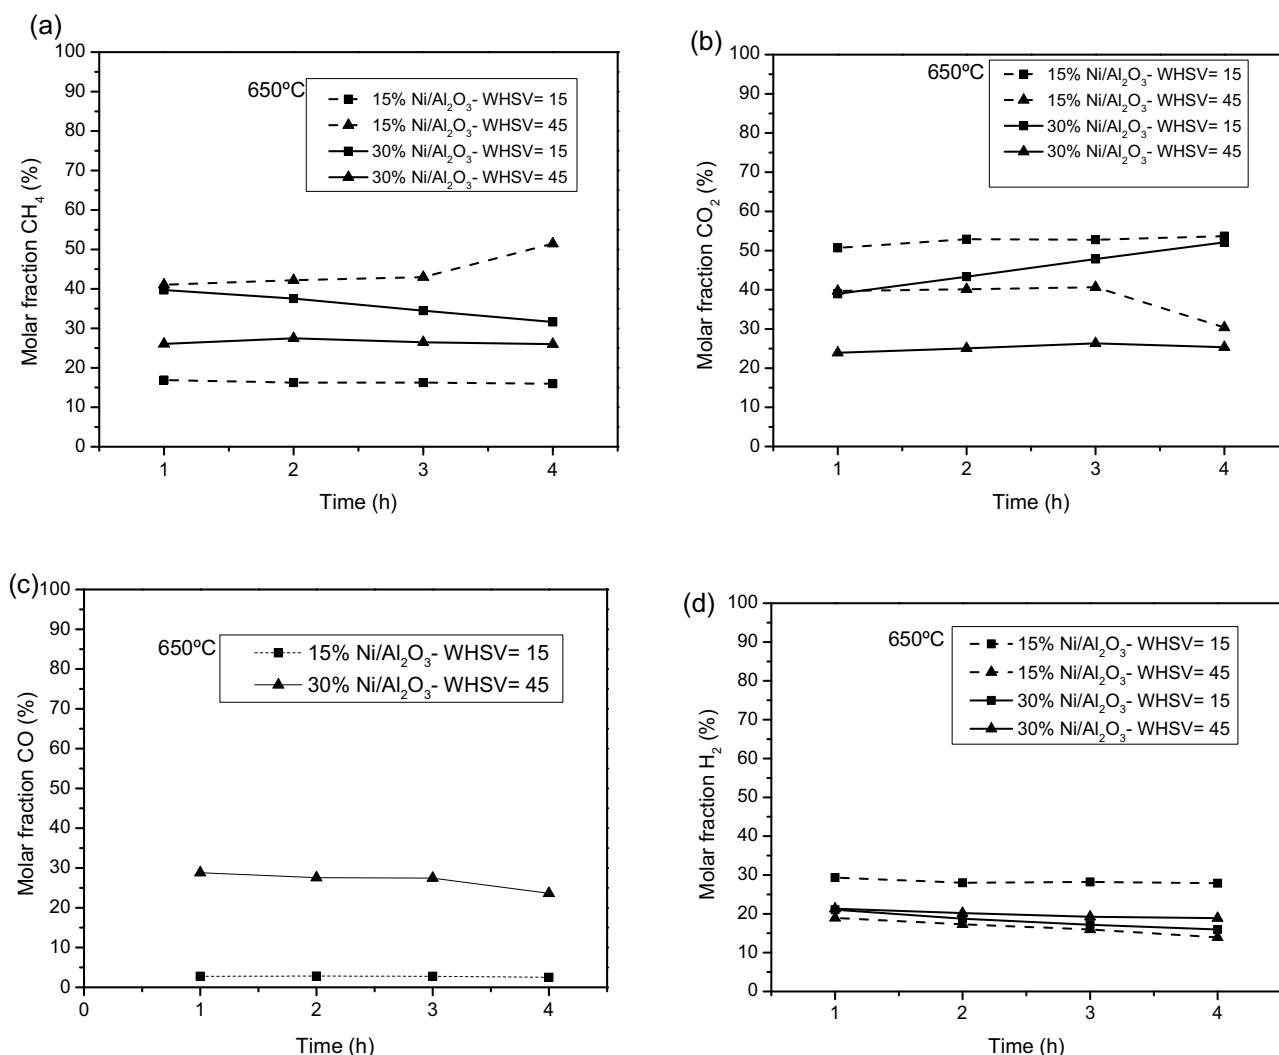 (a)
100
90
80
70
60
50
40
30
20
10
0
Molar fraction CH₄ (%)
650ºC
15% Ni/Al₂O₃- WHSV= 15
15% Ni/Al₂O₃- WHSV= 45
30% Ni/Al₂O₃- WHSV= 15
30% Ni/Al₂O₃- WHSV= 45
1 2 3 4
Time (h)
(b)
100
90
80
70
60
50
40
30
20
10
0
Molar fraction CO₂ (%)
650ºC
15% Ni/Al₂O₃- WHSV= 15
15% Ni/Al₂O₃- WHSV= 45
30% Ni/Al₂O₃- WHSV= 15
30% Ni/Al₂O₃- WHSV= 45
1 2 3 4
Time (h)
(c)
100
90
80
70
60
50
40
30
20
10
0
Molar fraction CO (%)
650ºC
15% Ni/Al₂O₃- WHSV= 15
30% Ni/Al₂O₃- WHSV= 45
0 1 2 3 4
Time (h)
(d)
100
90
80
70
60
50
40
30
20
10
0
Molar fraction H₂ (%)
650ºC
15% Ni/Al₂O₃- WHSV= 15
15% Ni/Al₂O₃- WHSV= 45
30% Ni/Al₂O₃- WHSV= 15
30% Ni/Al₂O₃- WHSV= 45
1 2 3 4
Time (h)